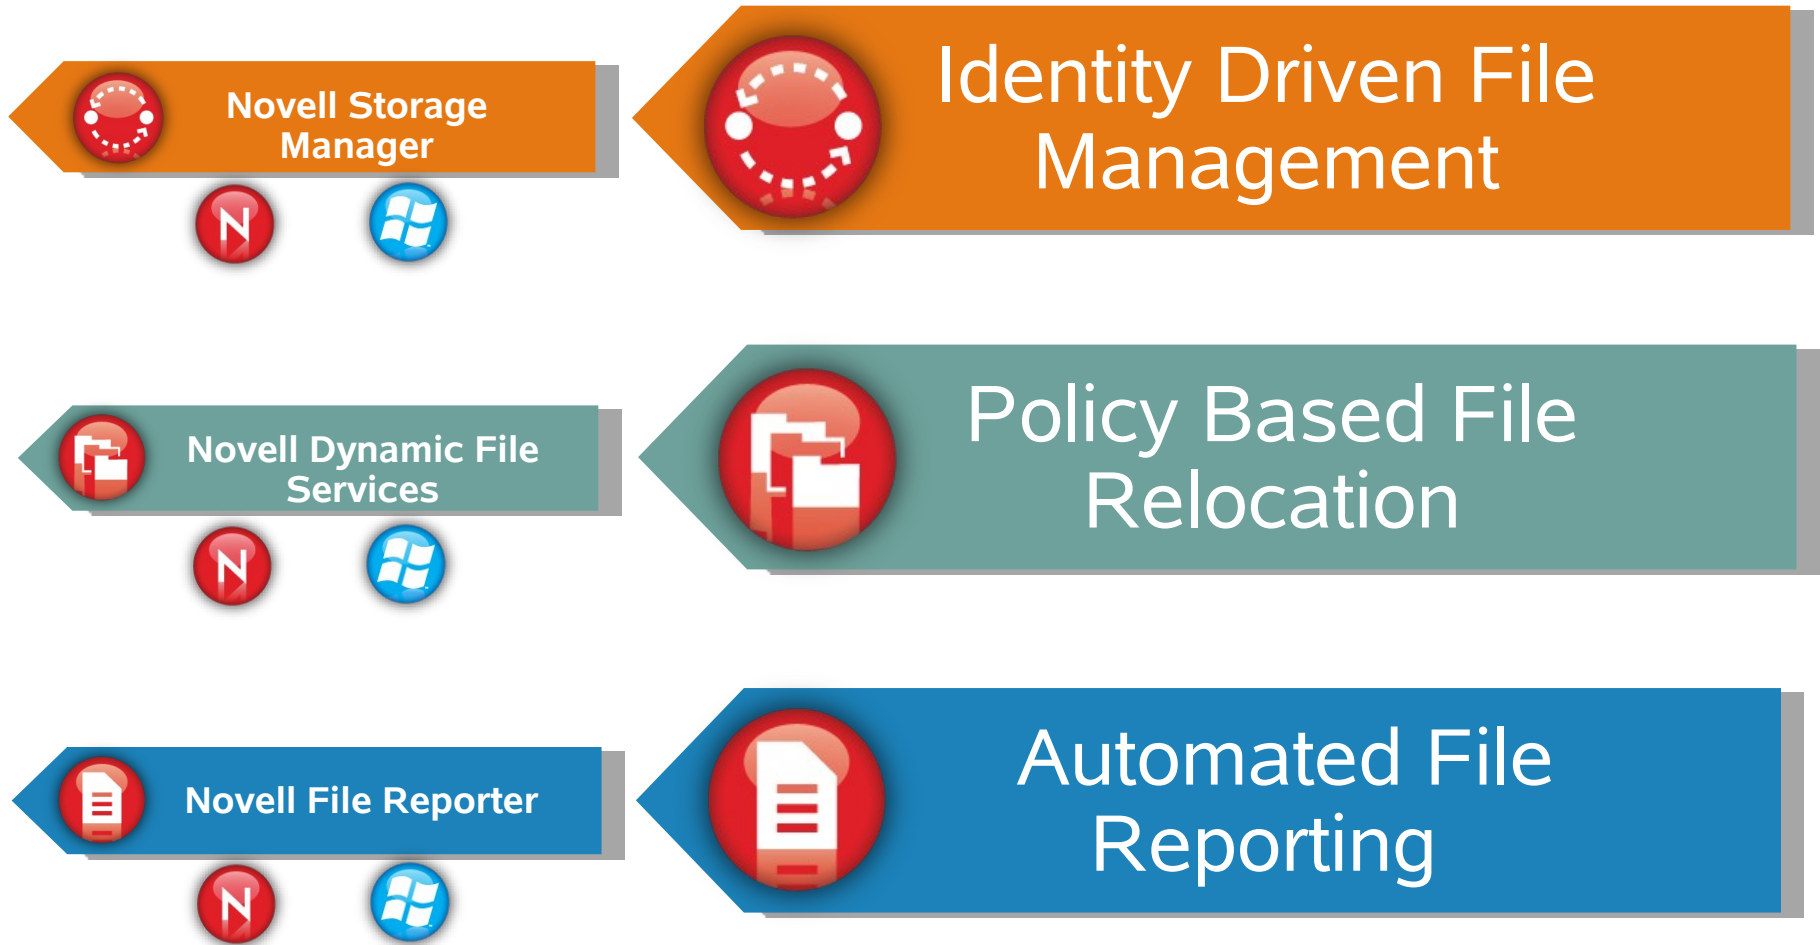 Novell Storage
Manager
Identity Driven File
Management
N
Novell Dynamic File
Services
Policy Based File
Relocation
N
Novell File Reporter
Automated File
Reporting
N